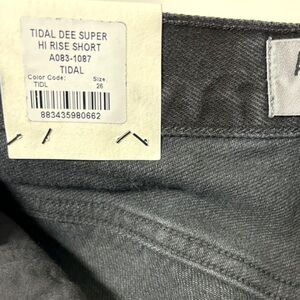 TIDAL DEE SUPER
HI RISE SHORT
A083-1087
TIDAL
Color Code: Size
TIDL 26
883435980662
A